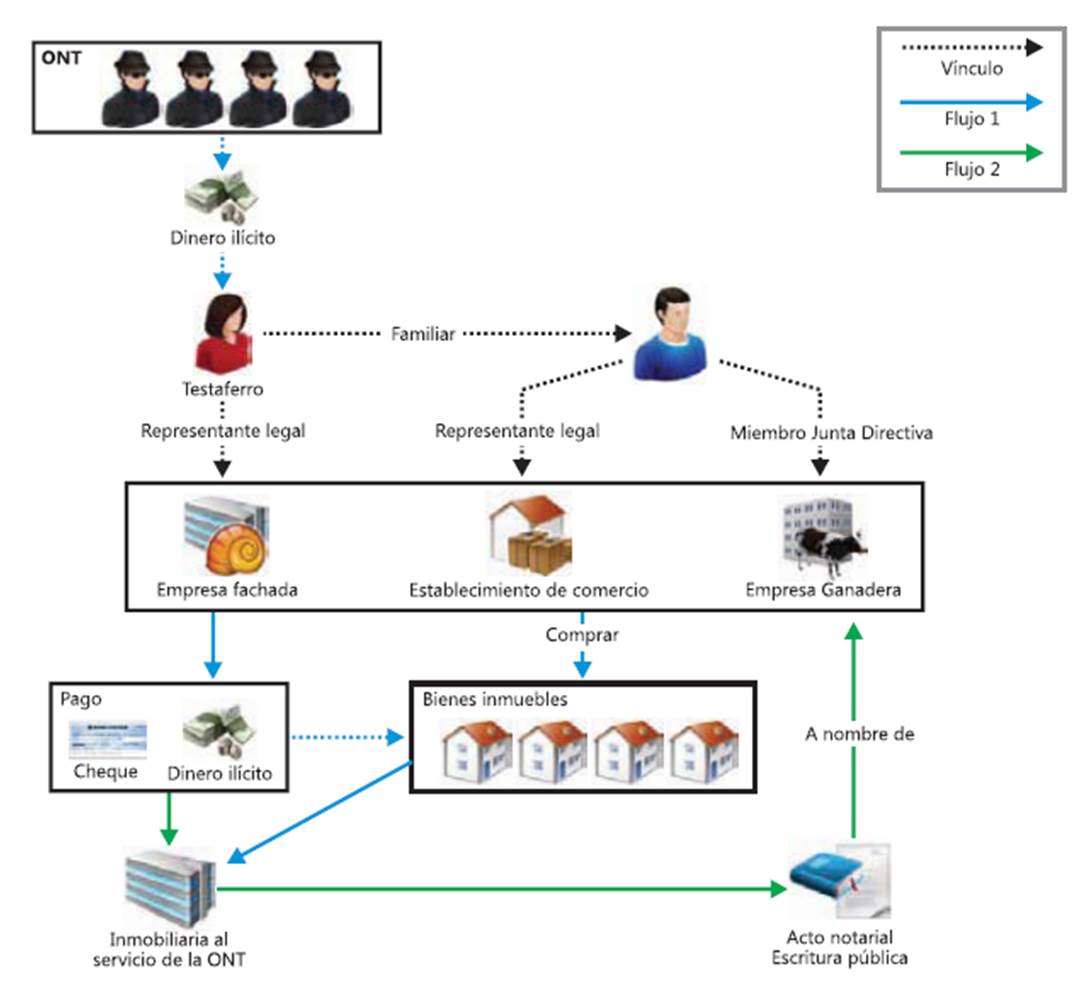 ONT
Vínculo
Flujo 1
Flujo 2
Dinero ilícito
Familiar
Testaferro
Representante legal
Representante legal
Miembro Junta Directiva
Empresa fachada
Establecimiento de comercio
Empresa Ganadera
Comprar
Pago
Cheque
Dinero ilícito
Bienes inmuebles
A nombre de
Inmobiliaria al
servicio de la ONT
Acto notarial
Escritura pública